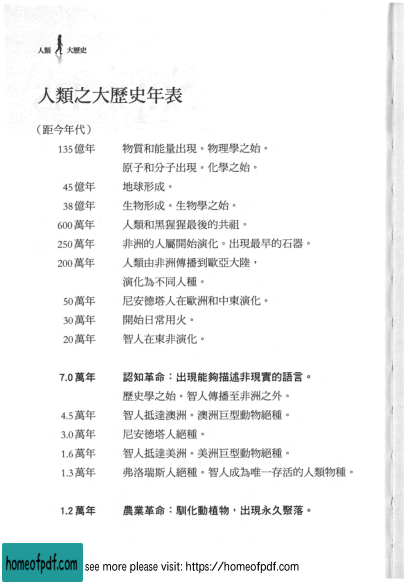 人類 大歷史
人類之大歷史年表
（距今年代）
135億年 物質和能量出現。物理學之始。
原子和分子出現。化學之始。
45億年 地球形成。
38億年 生物形成。生物學之始。
600萬年 人類和黑猩猩最後的共祖。
250萬年 非洲的人屬開始演化。出現最早的石器。
200萬年 人類由非洲傳播到歐亞大陸，
演化為不同人種。
50萬年 尼安德塔人在歐洲和中東演化。
30萬年 開始日常用火。
20萬年 智人在東非演化。
7.0萬年 認知革命：出現能夠描述非現實的語言。
歷史學之始。智人傳播至非洲之外。
4.5萬年 智人抵達澳洲。澳洲巨型動物絕種。
3.0萬年 尼安德塔人絕種。
1.6萬年 智人抵達美洲。美洲巨型動物絕種。
1.3萬年 弗洛瑞斯人絕種。智人成為唯一存活的人類物種。
1.2萬年 農業革命：馴化動植物，出現永久聚落。
homeofpdf.com see more please visit: https://homeofpdf.com